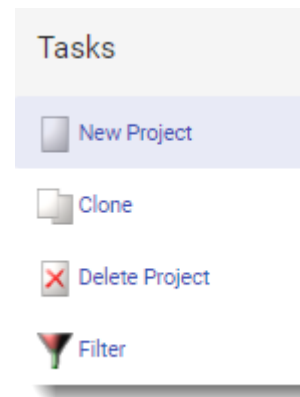 Tasks
New Project
Clone
Delete Project
Filter